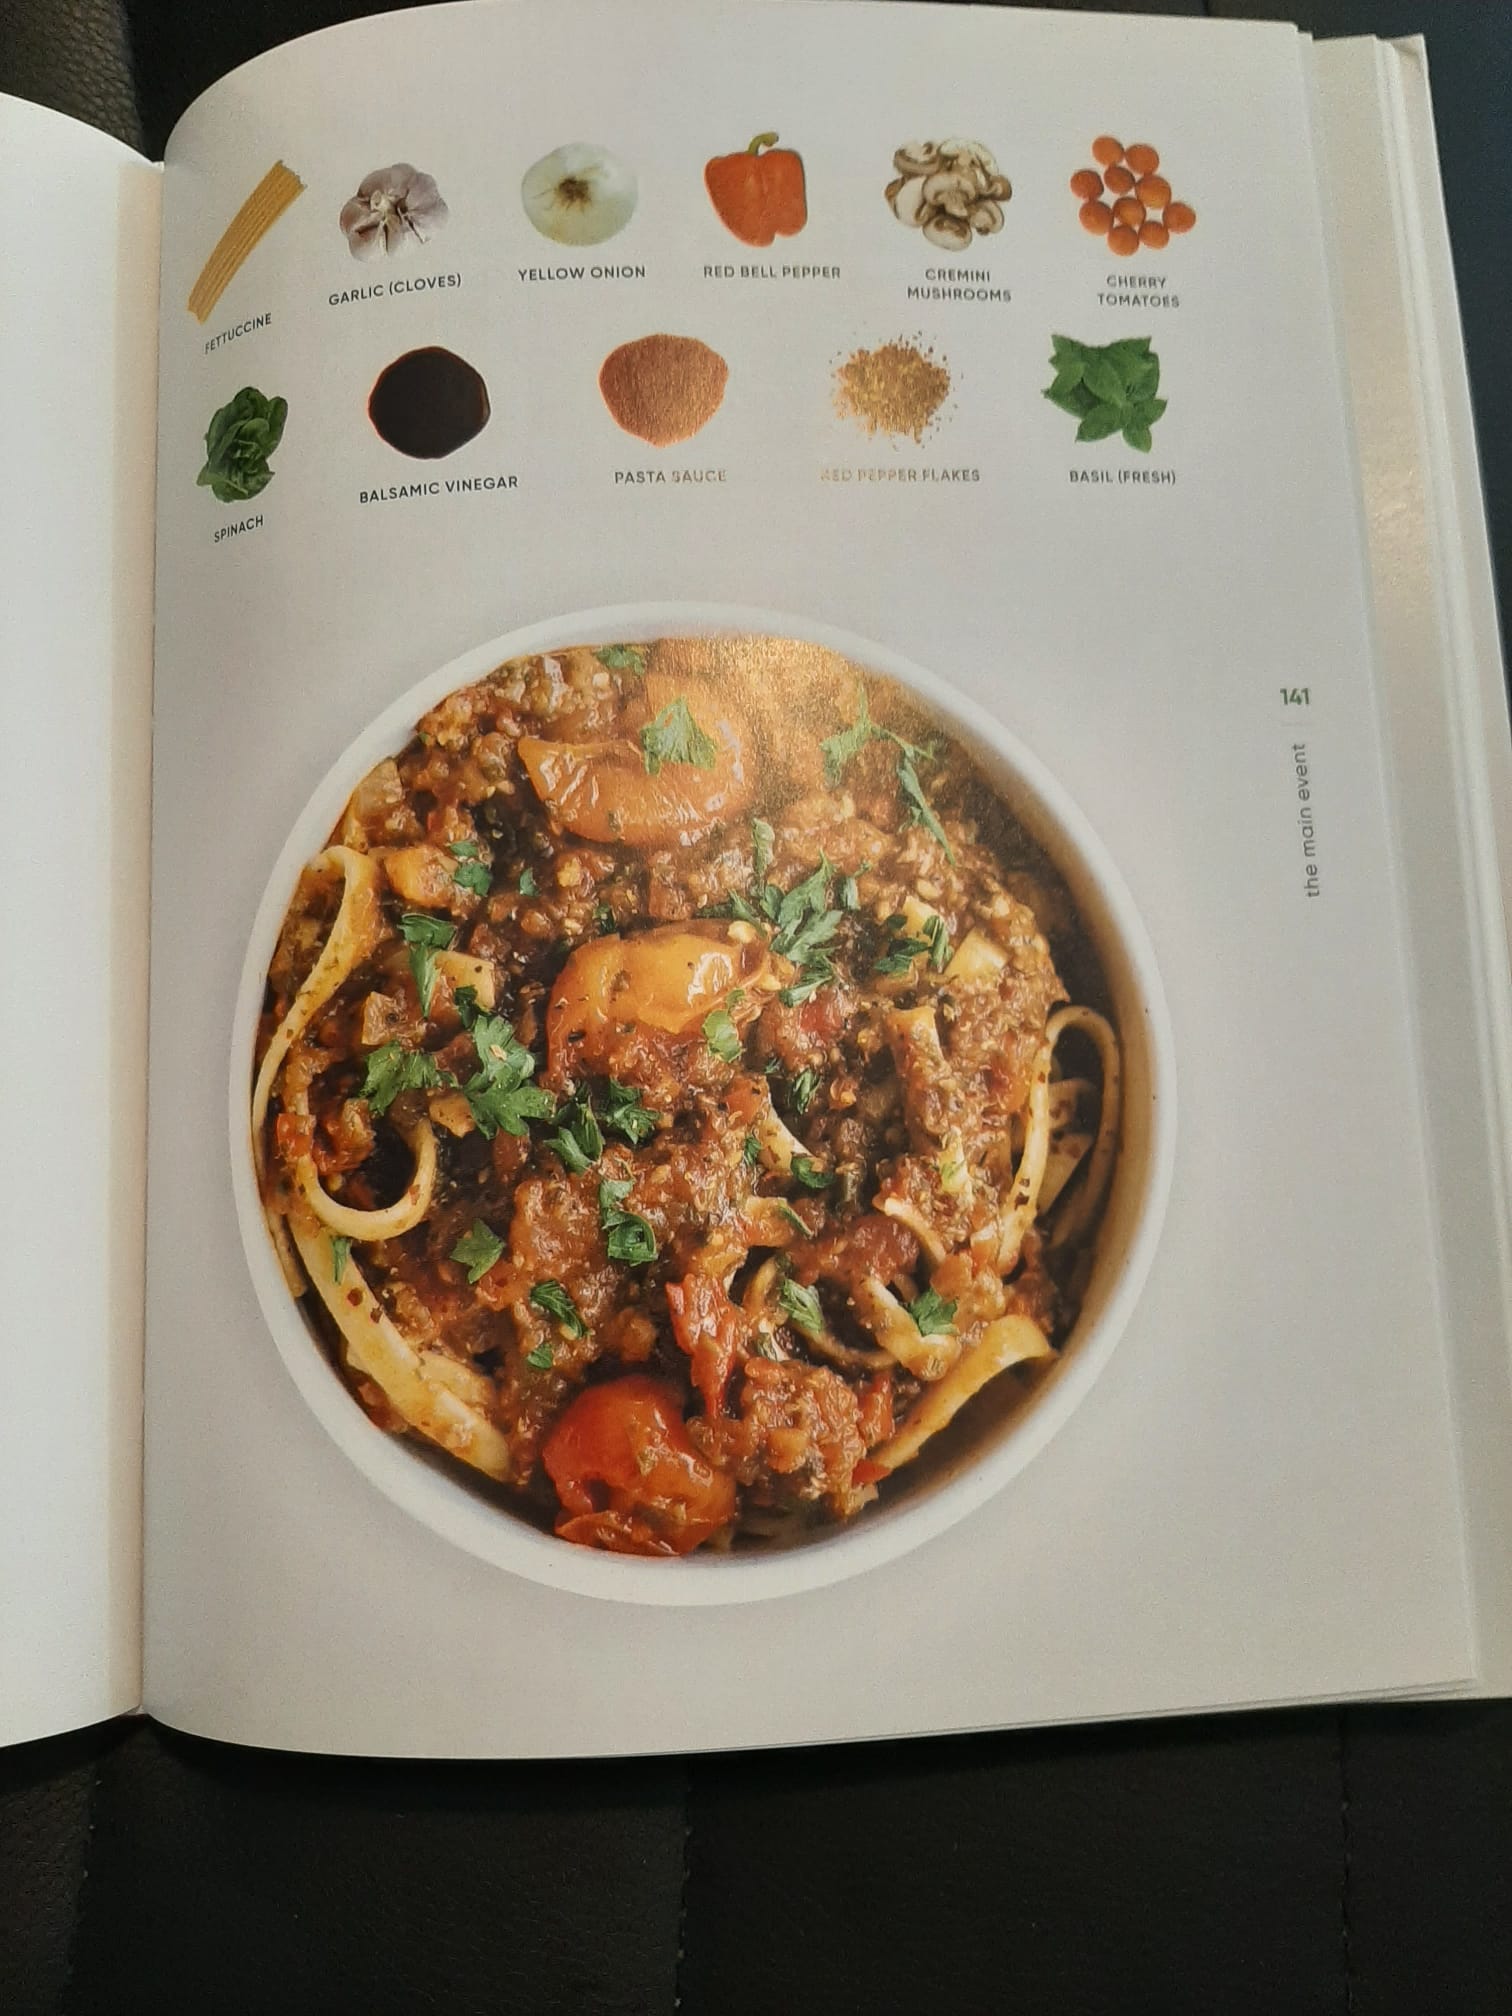 FETTUCCINE
GARLIC (CLOVES)
YELLOW ONION
RED BELL PEPPER
CREMINI
MUSHROOMS
CHERRY
TOMATOES
SPINACH
BALSAMIC VINEGAR
PASTA SAUCE
RED PEPPER FLAKES
BASIL (FRESH)
141
the main event